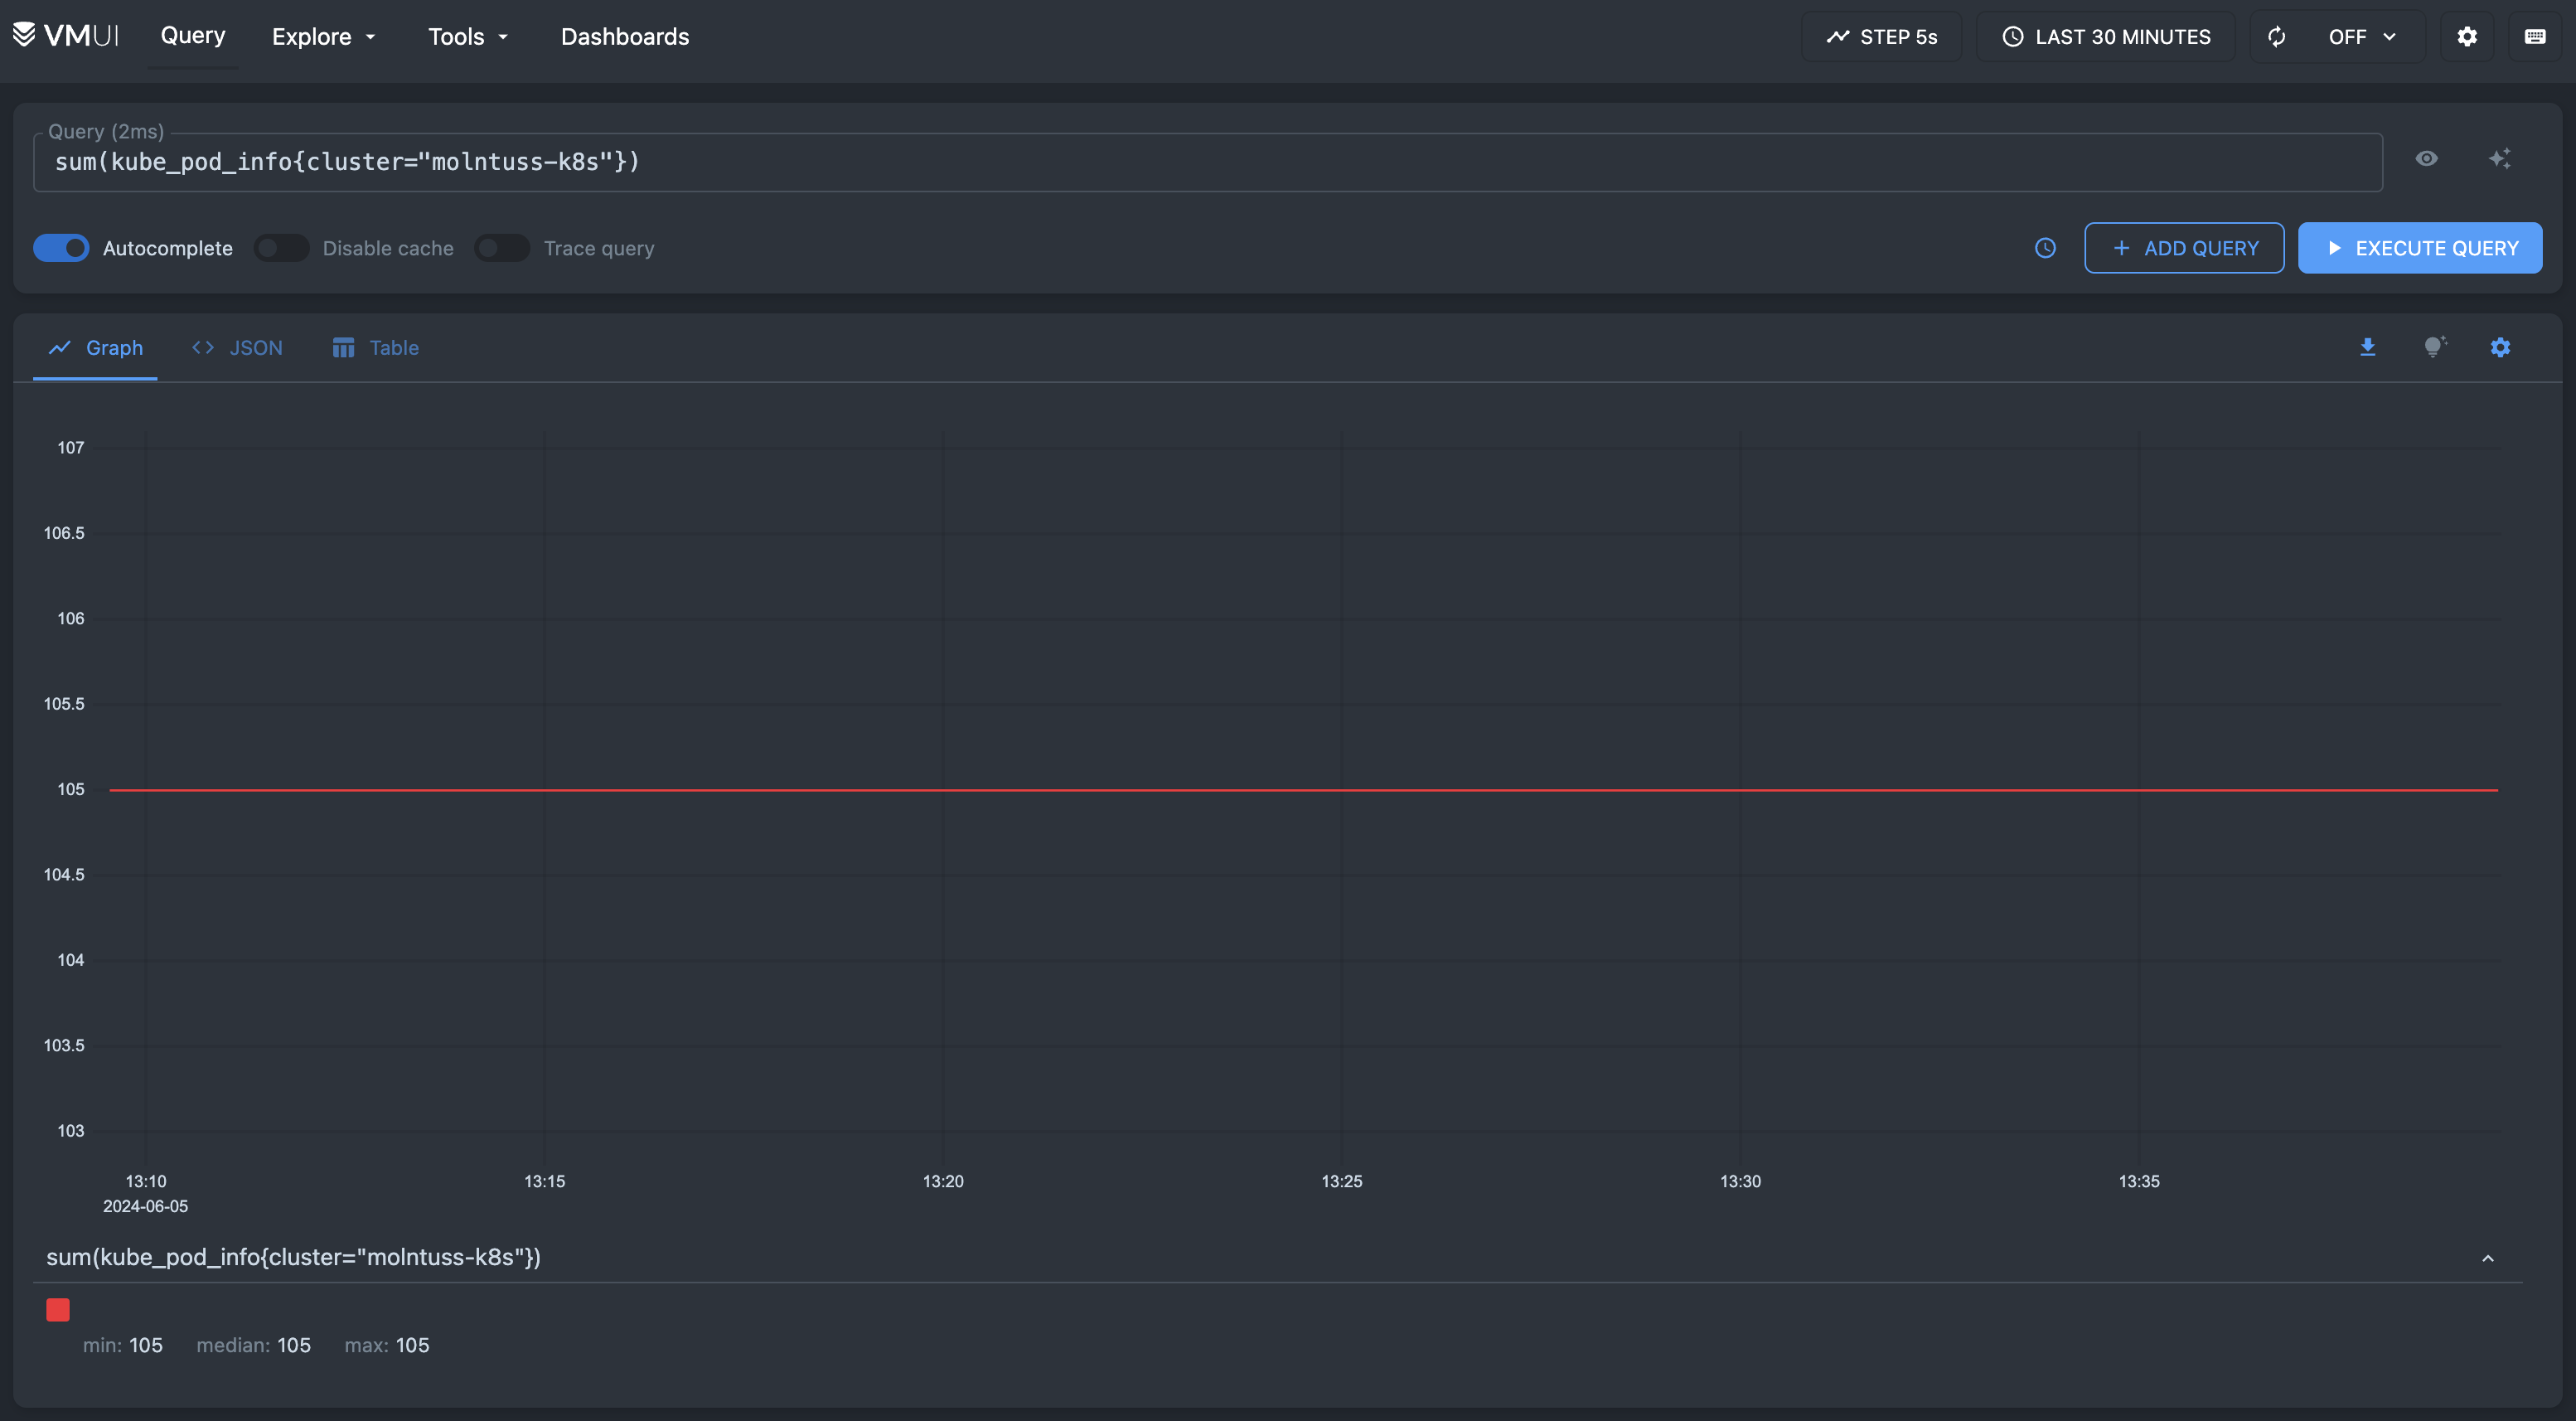 VMUI Query Explore Tools Dashboards STEP 5s LAST 30 MINUTES OFF
Query (2ms)
sum(kube_pod_info{cluster="molntuss-k8s"})
Autocomplete Disable cache Trace query ADD QUERY EXECUTE QUERY
Graph JSON Table
107
106.5
106
105.5
105
104.5
104
103.5
103
13:10 13:15 13:20 13:25 13:30 13:35
2024-06-05
sum(kube_pod_info{cluster="molntuss-k8s"})
min: 105 median: 105 max: 105